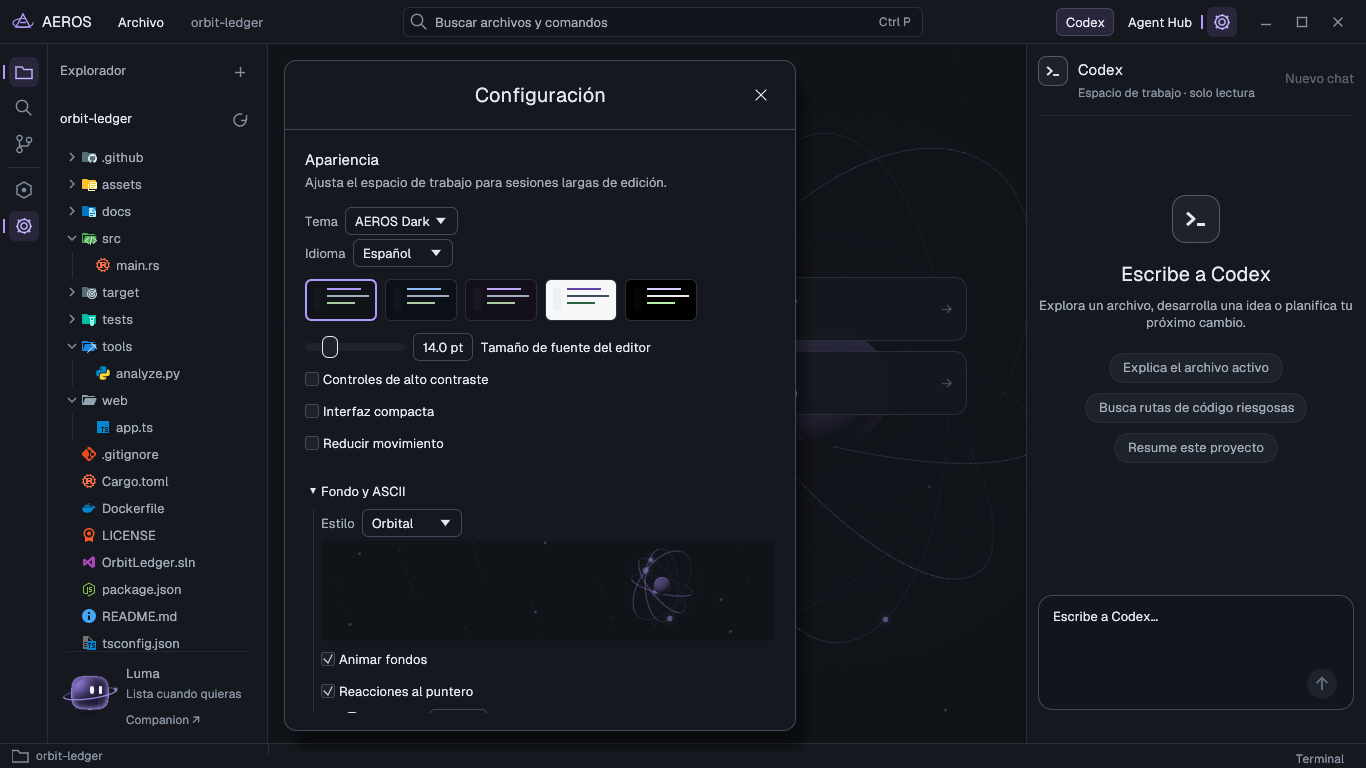 AEROS
Archivo
orbit-ledger
Buscar archivos y comandos
Ctrl P
Codex
Agent Hub
Explorador
orbit-ledger
.github
assets
docs
src
main.rs
target
tests
tools
analyze.py
web
app.ts
.gitignore
Cargo.toml
Dockerfile
LICENSE
OrbitLedger.sln
package.json
README.md
tsconfig.json
Luma
Lista cuando quieras
Companion ↗
Configuración
Apariencia
Ajusta el espacio de trabajo para sesiones largas de edición.
Tema AEROS Dark
Idioma Español
14.0 pt Tamaño de fuente del editor
Controles de alto contraste
Interfaz compacta
Reducir movimiento
Fondo y ASCII
Estilo Orbital
Animar fondos
Reacciones al puntero
Codex
Espacio de trabajo · solo lectura
Nuevo chat
Escribe a Codex
Explora un archivo, desarrolla una idea o planifica tu
próximo cambio.
Explica el archivo activo
Busca rutas de código riesgosas
Resume este proyecto
Escribe a Codex…
orbit-ledger
Terminal